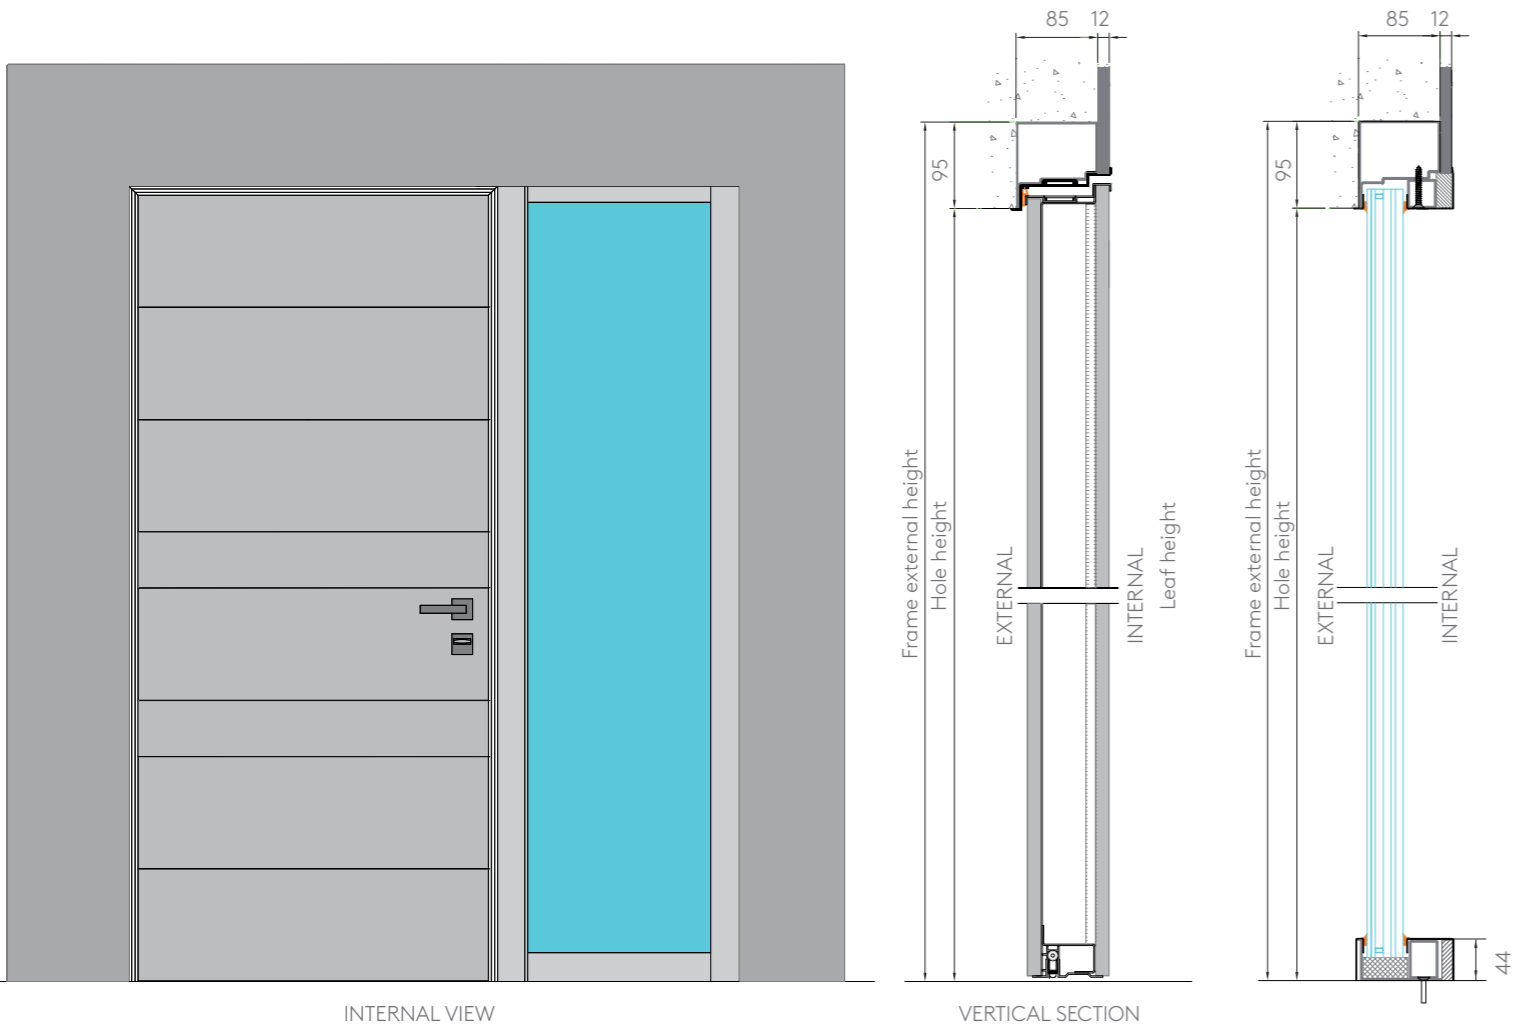 85 12
85 12
95
95
Frame external height
Hole height
EXTERNAL
INTERNAL
Leaf height
Frame external height
Hole height
EXTERNAL
INTERNAL
44
INTERNAL VIEW
VERTICAL SECTION